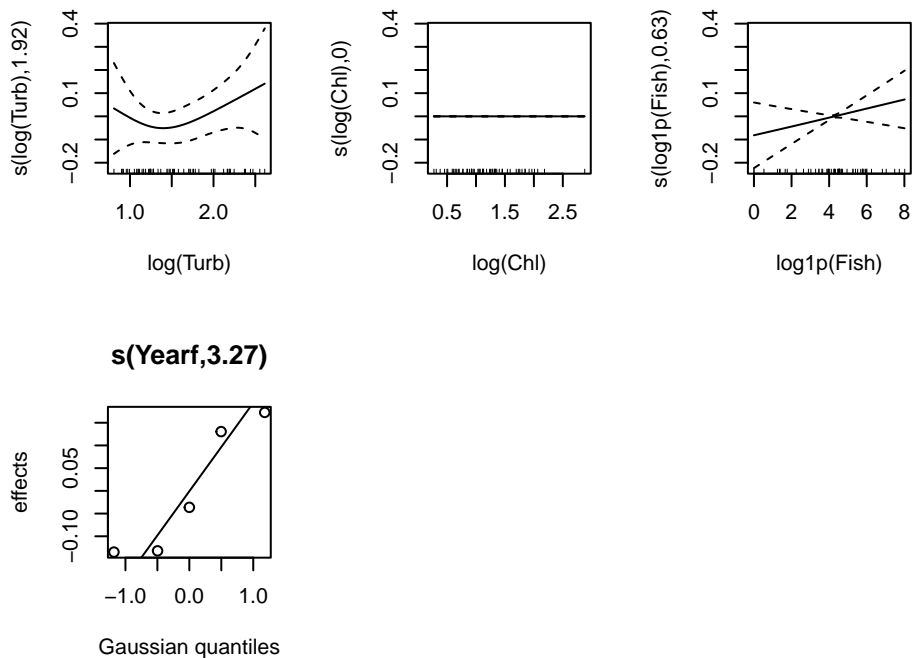 s(log(Turb),1.92)
0.4
0.1
−0.2
1.0
2.0
log(Turb)
s(log(Chl),0)
0.4
0.1
−0.2
0.5
1.5
2.5
log(Chl)
s(log1p(Fish),0.63)
0.4
0.1
−0.2
0
2
4
6
8
log1p(Fish)
s(Yearf,3.27)
effects
0.05
−0.10
−1.0
0.0
1.0
Gaussian quantiles